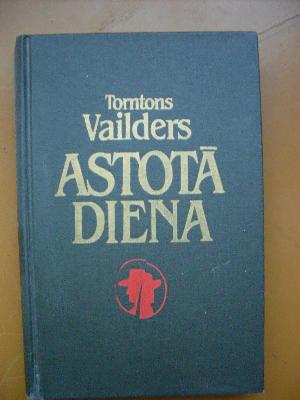 Torntons
Vailders
ASTOTĀ
DIENA